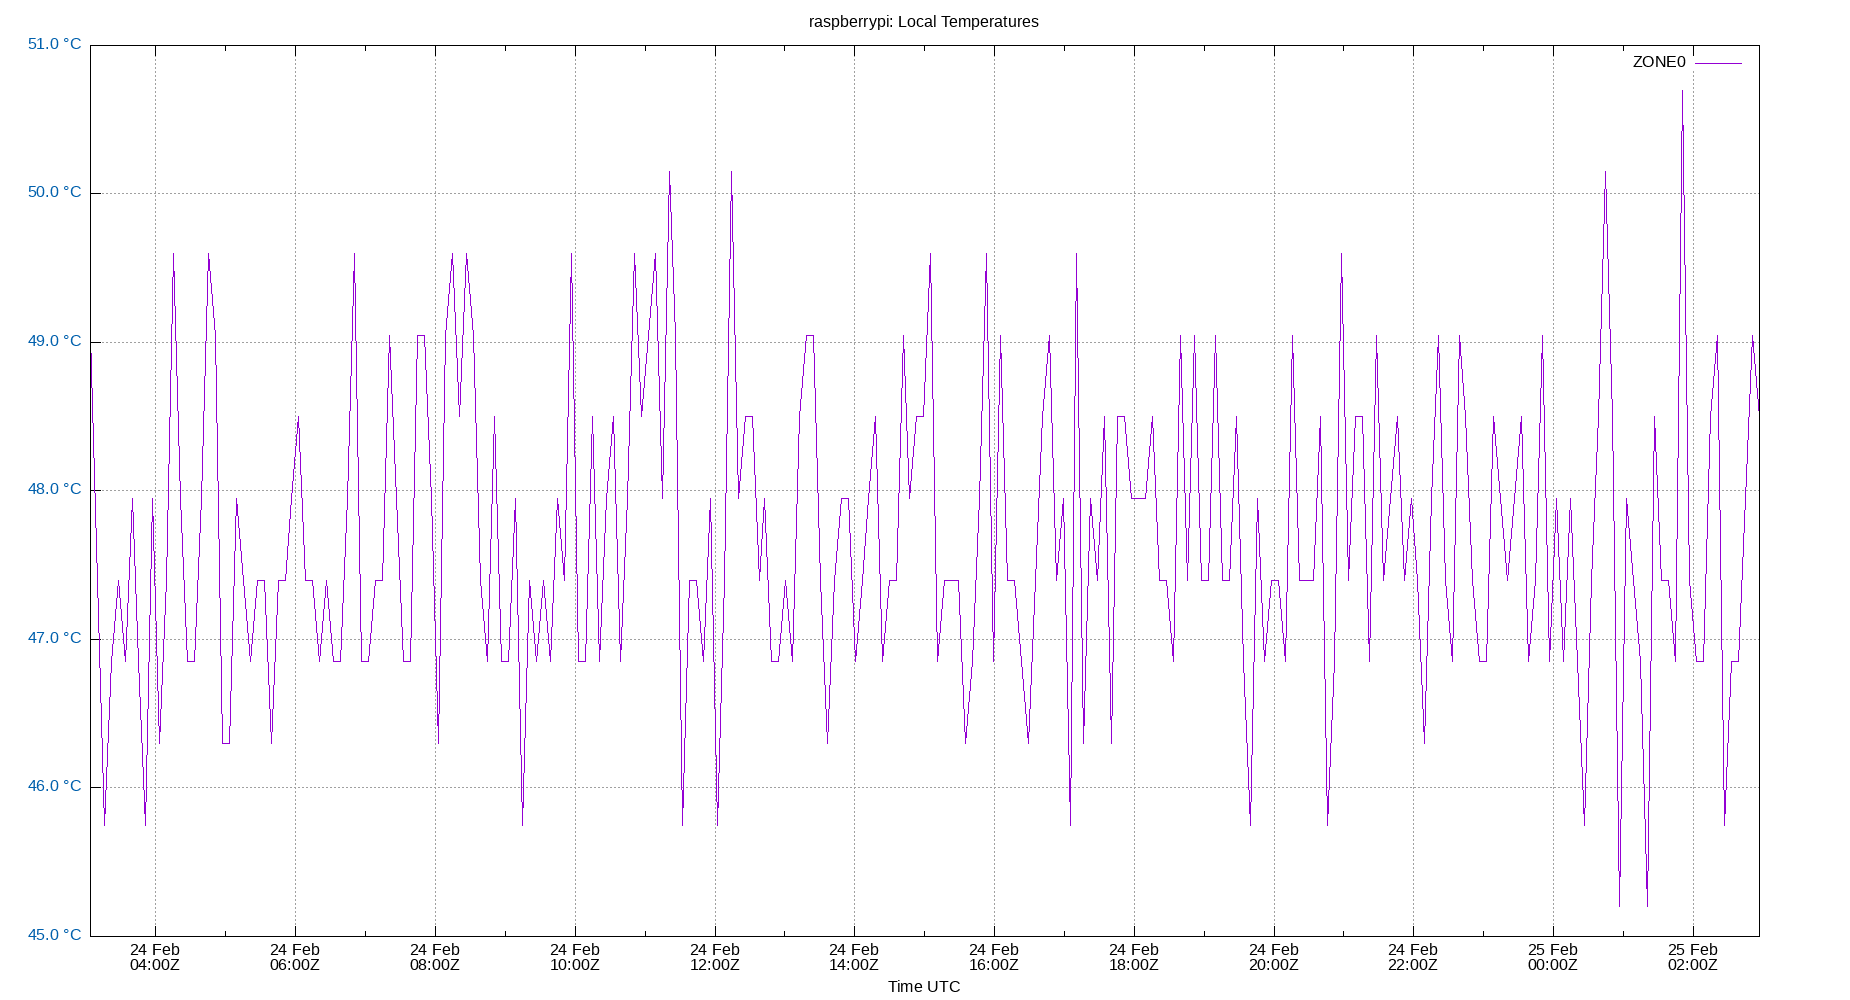 raspberrypi: Local Temperatures
51.0 °C
50.0 °C
49.0 °C
48.0 °C
47.0 °C
46.0 °C
45.0 °C
ZONE0
24 Feb 24 Feb 24 Feb 24 Feb 24 Feb 24 Feb 24 Feb 24 Feb 24 Feb 24 Feb 25 Feb 25 Feb
04:00Z 06:00Z 08:00Z 10:00Z 12:00Z 14:00Z 16:00Z 18:00Z 20:00Z 22:00Z 00:00Z 02:00Z
Time UTC